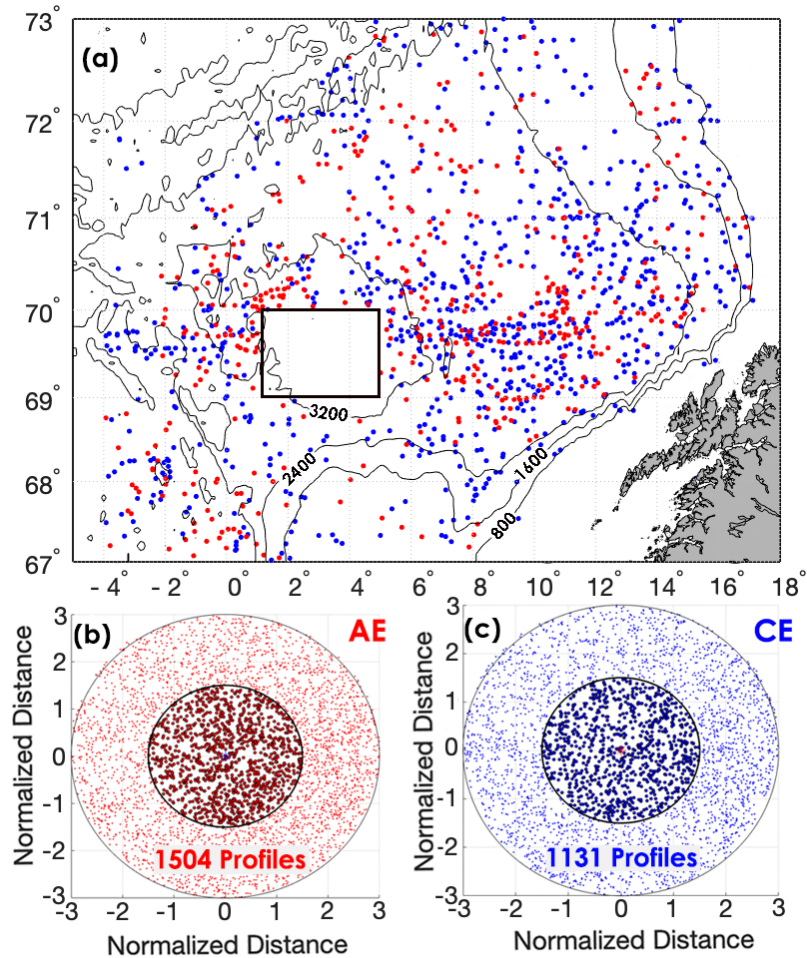 (a)
73°
72°
71°
70°
69°
68°
67°
3200
2400
1600
800
-4° -2° 0° 2° 4° 6° 8° 10° 12° 14° 16° 18°
(b)
AE
3
2
1
0
-1
-2
-3
Normalized Distance
1504 Profiles
-3 -2 -1 0 1 2 3
Normalized Distance
(c)
CE
3
2
1
0
-1
-2
-3
Normalized Distance
1131 Profiles
-3 -2 -1 0 1 2 3
Normalized Distance